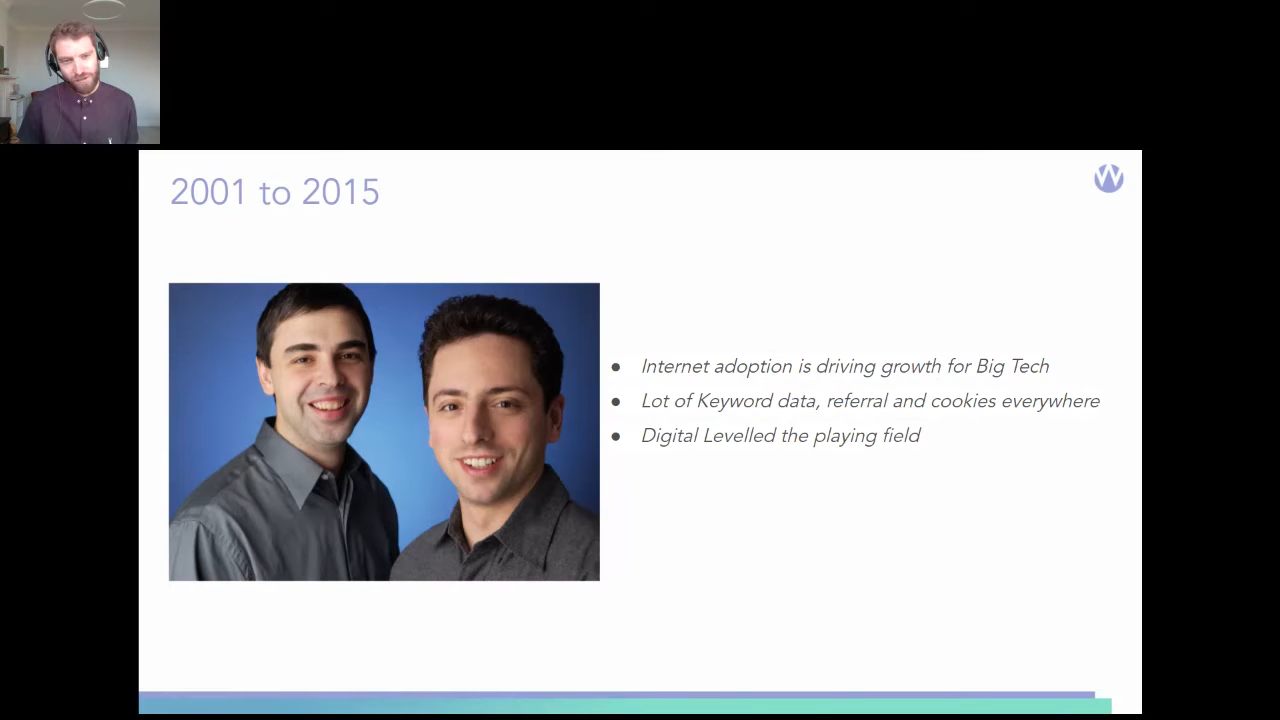 2001 to 2015
Internet adoption is driving growth for Big Tech
Lot of Keyword data, referral and cookies everywhere
Digital Levelled the playing field